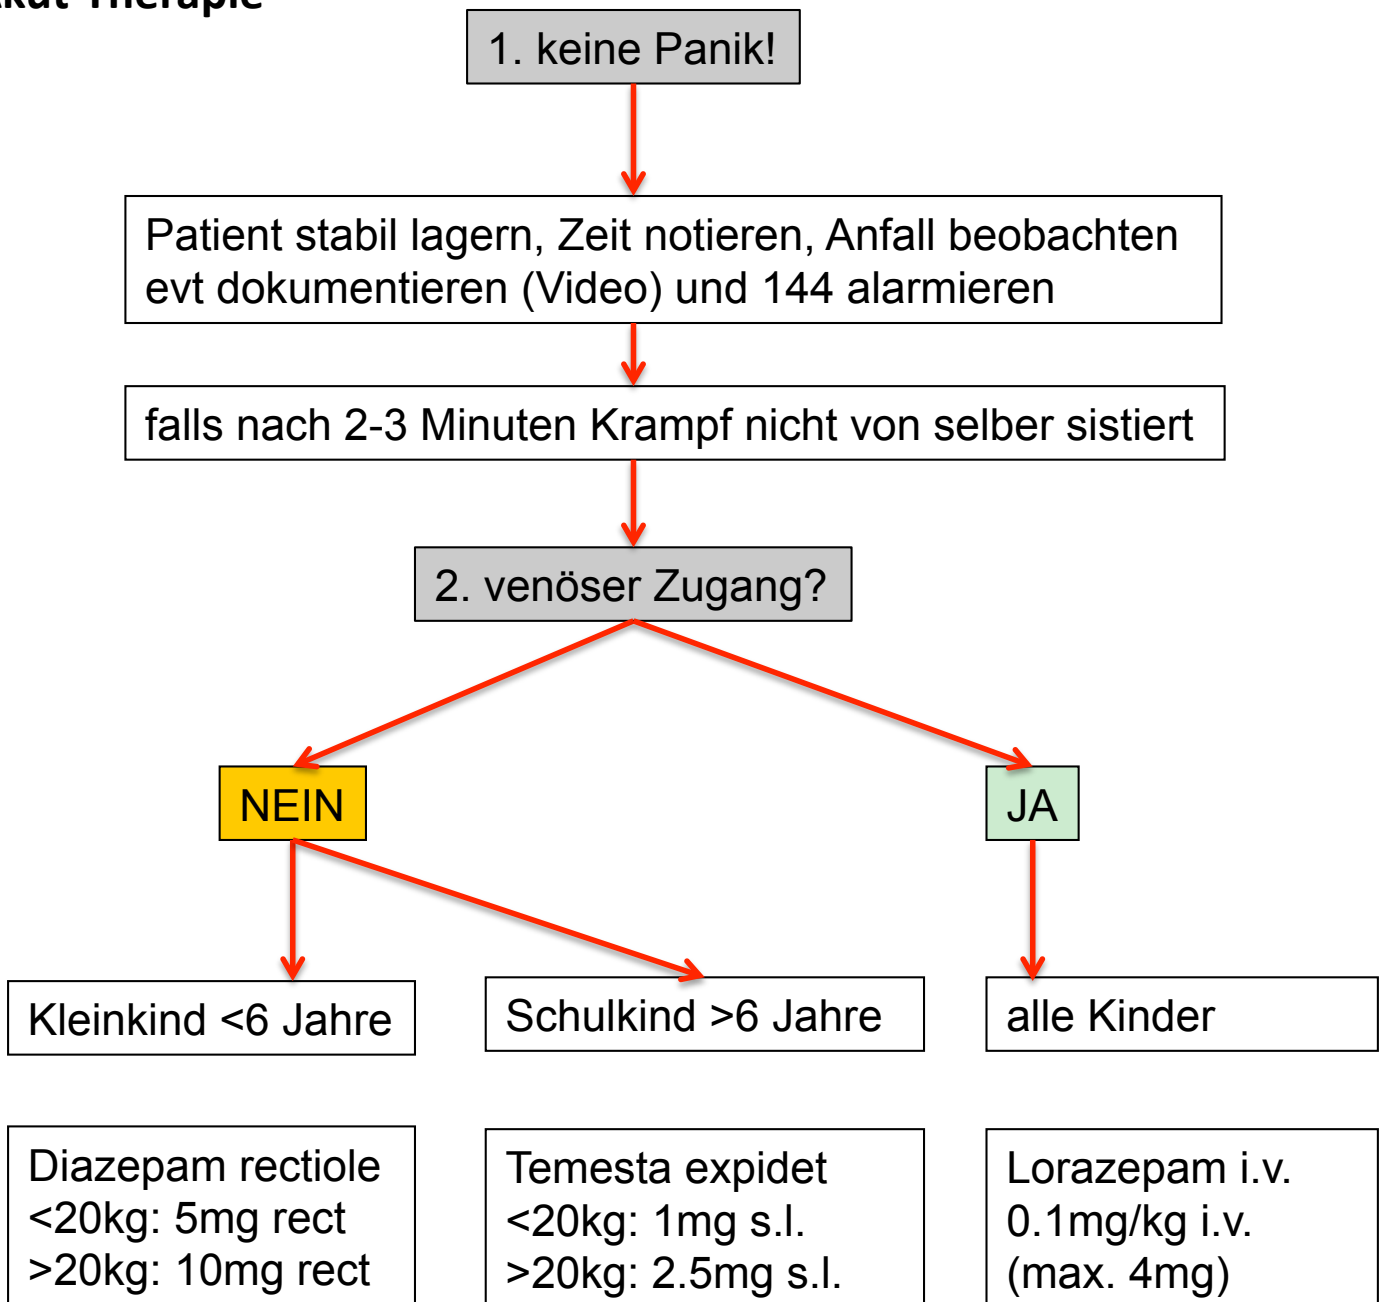 Akut-Therapie
1. keine Panik!
Patient stabil lagern, Zeit notieren, Anfall beobachten
evt dokumentieren (Video) und 144 alarmieren
falls nach 2-3 Minuten Krampf nicht von selber sistiert
2. venöser Zugang?
NEIN
JA
Kleinkind <6 Jahre
Schulkind >6 Jahre
alle Kinder
Diazepam rectiole
<20kg: 5mg rect
>20kg: 10mg rect
Temesta expidet
<20kg: 1mg s.l.
>20kg: 2.5mg s.l.
Lorazepam i.v.
0.1mg/kg i.v.
(max. 4mg)